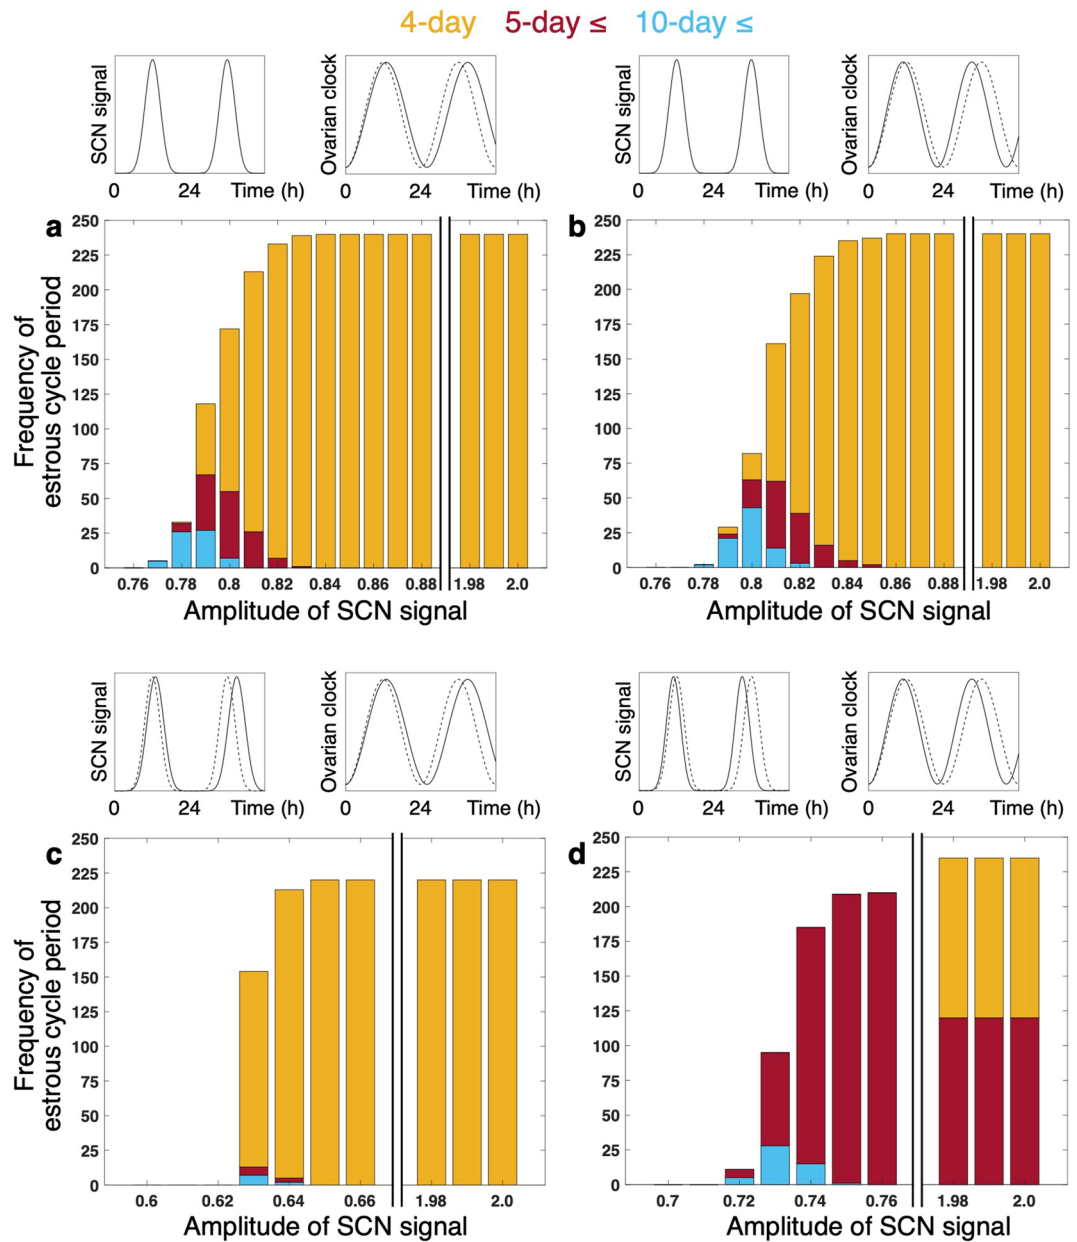 4-day 5-day ≤ 10-day ≤
SCN signal
0 24 Time (h)
Ovarian clock
0 24 Time (h)
SCN signal
0 24 Time (h)
Ovarian clock
0 24 Time (h)
a
Frequency of
estrous cycle period
250
225
200
175
150
125
100
75
50
25
0
0.76 0.78 0.8 0.82 0.84 0.86 0.88 1.98 2.0
Amplitude of SCN signal
b
250
225
200
175
150
125
100
75
50
25
0
0.76 0.78 0.8 0.82 0.84 0.86 0.88 1.98 2.0
Amplitude of SCN signal
SCN signal
0 24 Time (h)
Ovarian clock
0 24 Time (h)
SCN signal
0 24 Time (h)
Ovarian clock
0 24 Time (h)
c
Frequency of
estrous cycle period
250
225
200
175
150
125
100
75
50
25
0
0.6 0.62 0.64 0.66 1.98 2.0
Amplitude of SCN signal
d
250
225
200
175
150
125
100
75
50
25
0
0.7 0.72 0.74 0.76 1.98 2.0
Amplitude of SCN signal